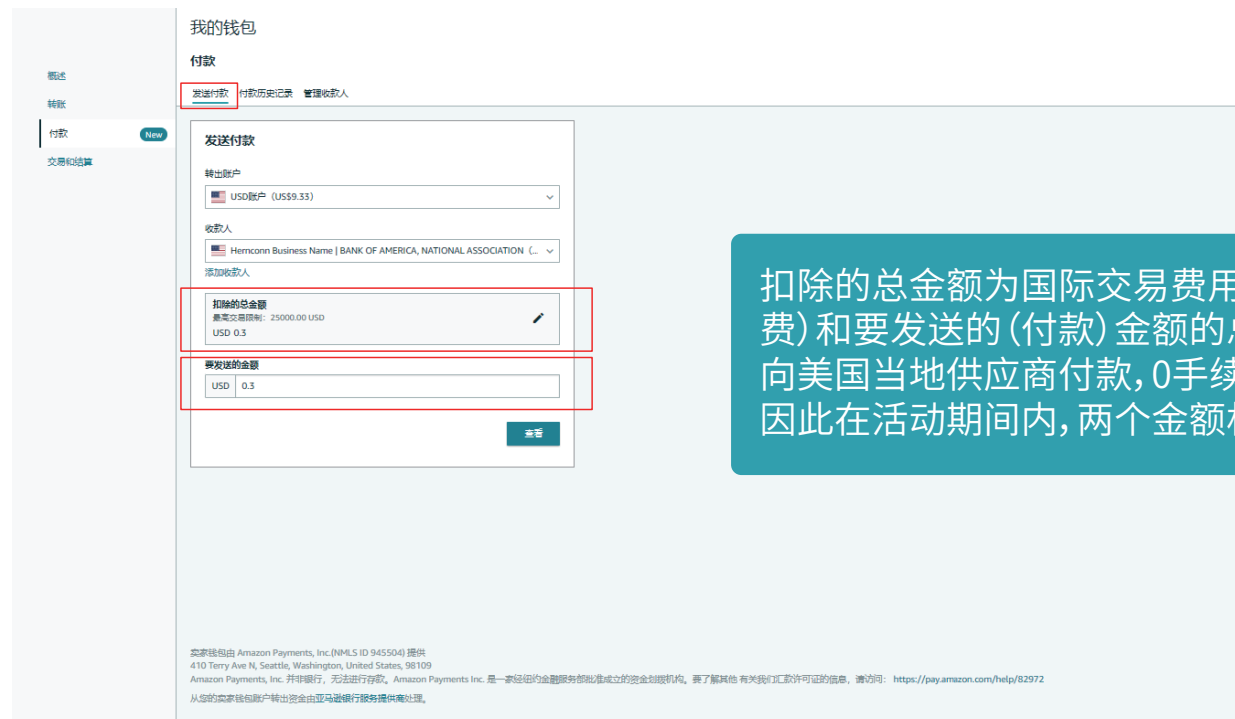 我的钱包
付款
概述
转账
付款 New
交易和结算
发送付款 付款历史记录 管理收款人
发送付款
转出账户
USD账户（US$9.33）
收款人
Hernconn Business Name | BANK OF AMERICA, NATIONAL ASSOCIATION (...
添加收款人
扣除的总金额
最高交易限制：25000.00 USD
USD 0.3
要发送的金额
USD 0.3
查看
扣除的总金额为国际交易费用
费）和要发送的（付款）金额的
向美国当地供应商付款，0手续
因此在活动期间内，两个金额
卖家钱包由 Amazon Payments, Inc.(NMLS ID 945504) 提供
410 Terry Ave N, Seattle, Washington, United States, 98109
Amazon Payments, Inc. 并非银行，无法进行存款。Amazon Payments Inc. 是一家经纽约金融服务部批准成立的资金划拨机构。要了解其他 有关我们汇款许可证的信息，请访问： https://pay.amazon.com/help/82972
从您的卖家钱包账户转出资金由亚马逊银行服务提供商处理。